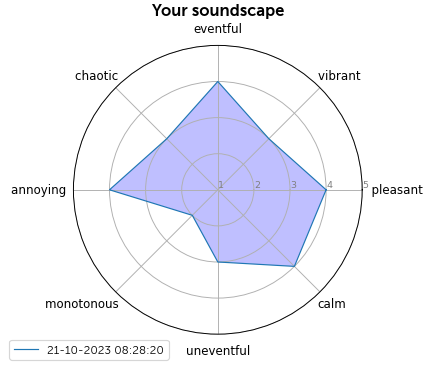 Your soundscape
eventful
chaotic
vibrant
annoying
1 2 3 4 5
pleasant
monotonous
calm
uneventful
21-10-2023 08:28:20